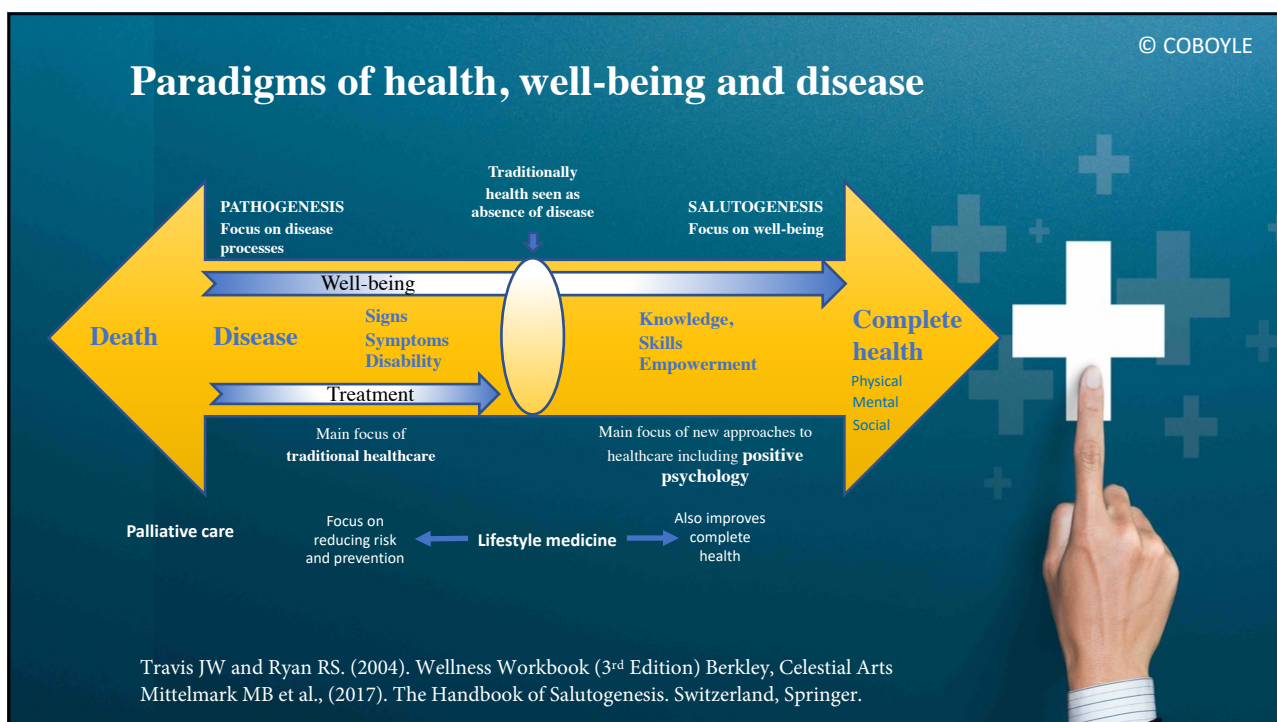 © COBOYLE
Paradigms of health, well-being and disease
Traditionally
health seen as
absence of disease
PATHOGENESIS
Focus on disease
processes
SALUTOGENESIS
Focus on well-being
Well-being
Death
Disease
Signs
Symptoms
Disability
Knowledge,
Skills
Empowerment
Complete
health
Physical
Mental
Social
Treatment
Main focus of
traditional healthcare
Main focus of new approaches to
healthcare including positive
psychology
Palliative care
Focus on
reducing risk
and prevention
Lifestyle medicine
Also improves
complete
health
Travis JW and Ryan RS. (2004). Wellness Workbook (3rd Edition) Berkley, Celestial Arts
Mittelmark MB et al., (2017). The Handbook of Salutogenesis. Switzerland, Springer.